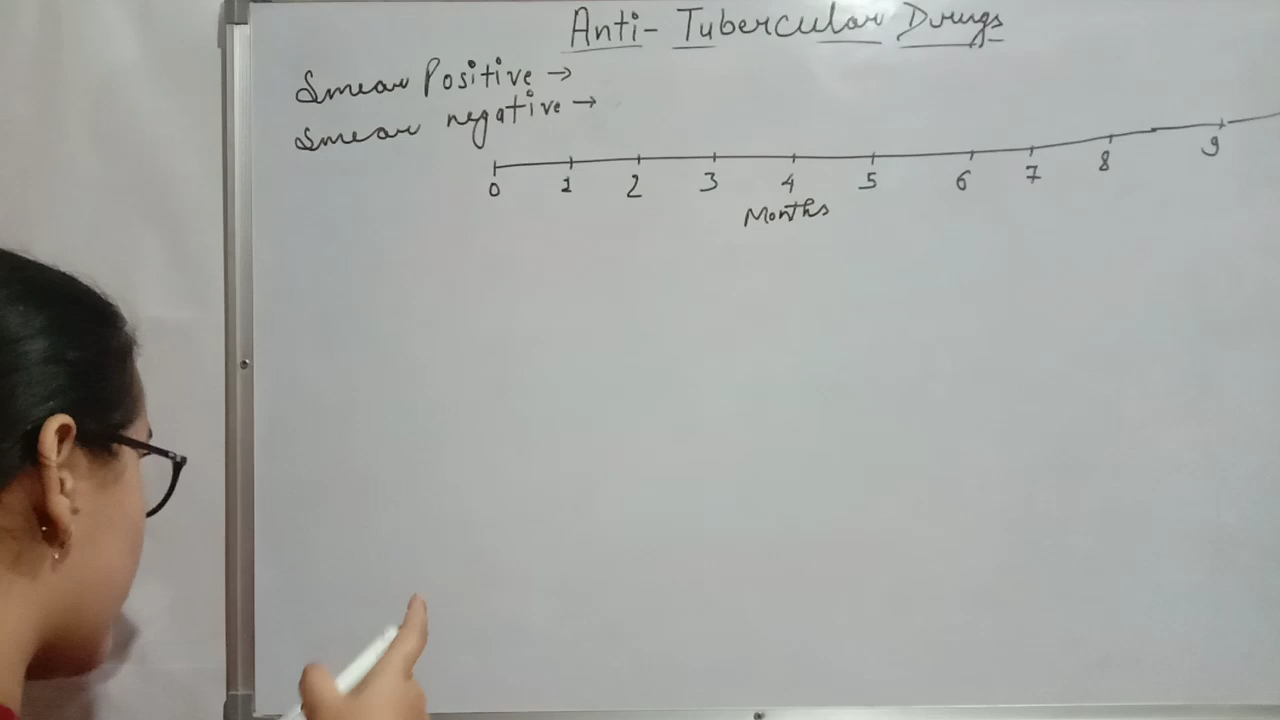 Anti-Tubercular Drugs
Smear Positive →
Smear negative →
0 1 2 3 4 5 6 7 8 9
Months